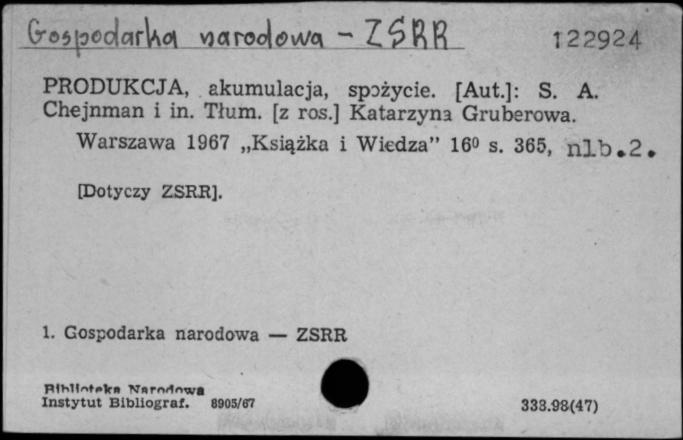 Gospodarka narodowa - ZSRR 122924
PRODUKCJA, akumulacja, spożycie. [Aut.]: S. A.
Chejnman i in. Tłum. [z ros.] Katarzyna Gruberowa.
Warszawa 1967 „Książka i Wiedza” 16⁰ s. 365, nlb.2.
[Dotyczy ZSRR].
1. Gospodarka narodowa — ZSRR
Biblioteka Narodowa
Instytut Bibliograf. 8905/67 338.98(47)